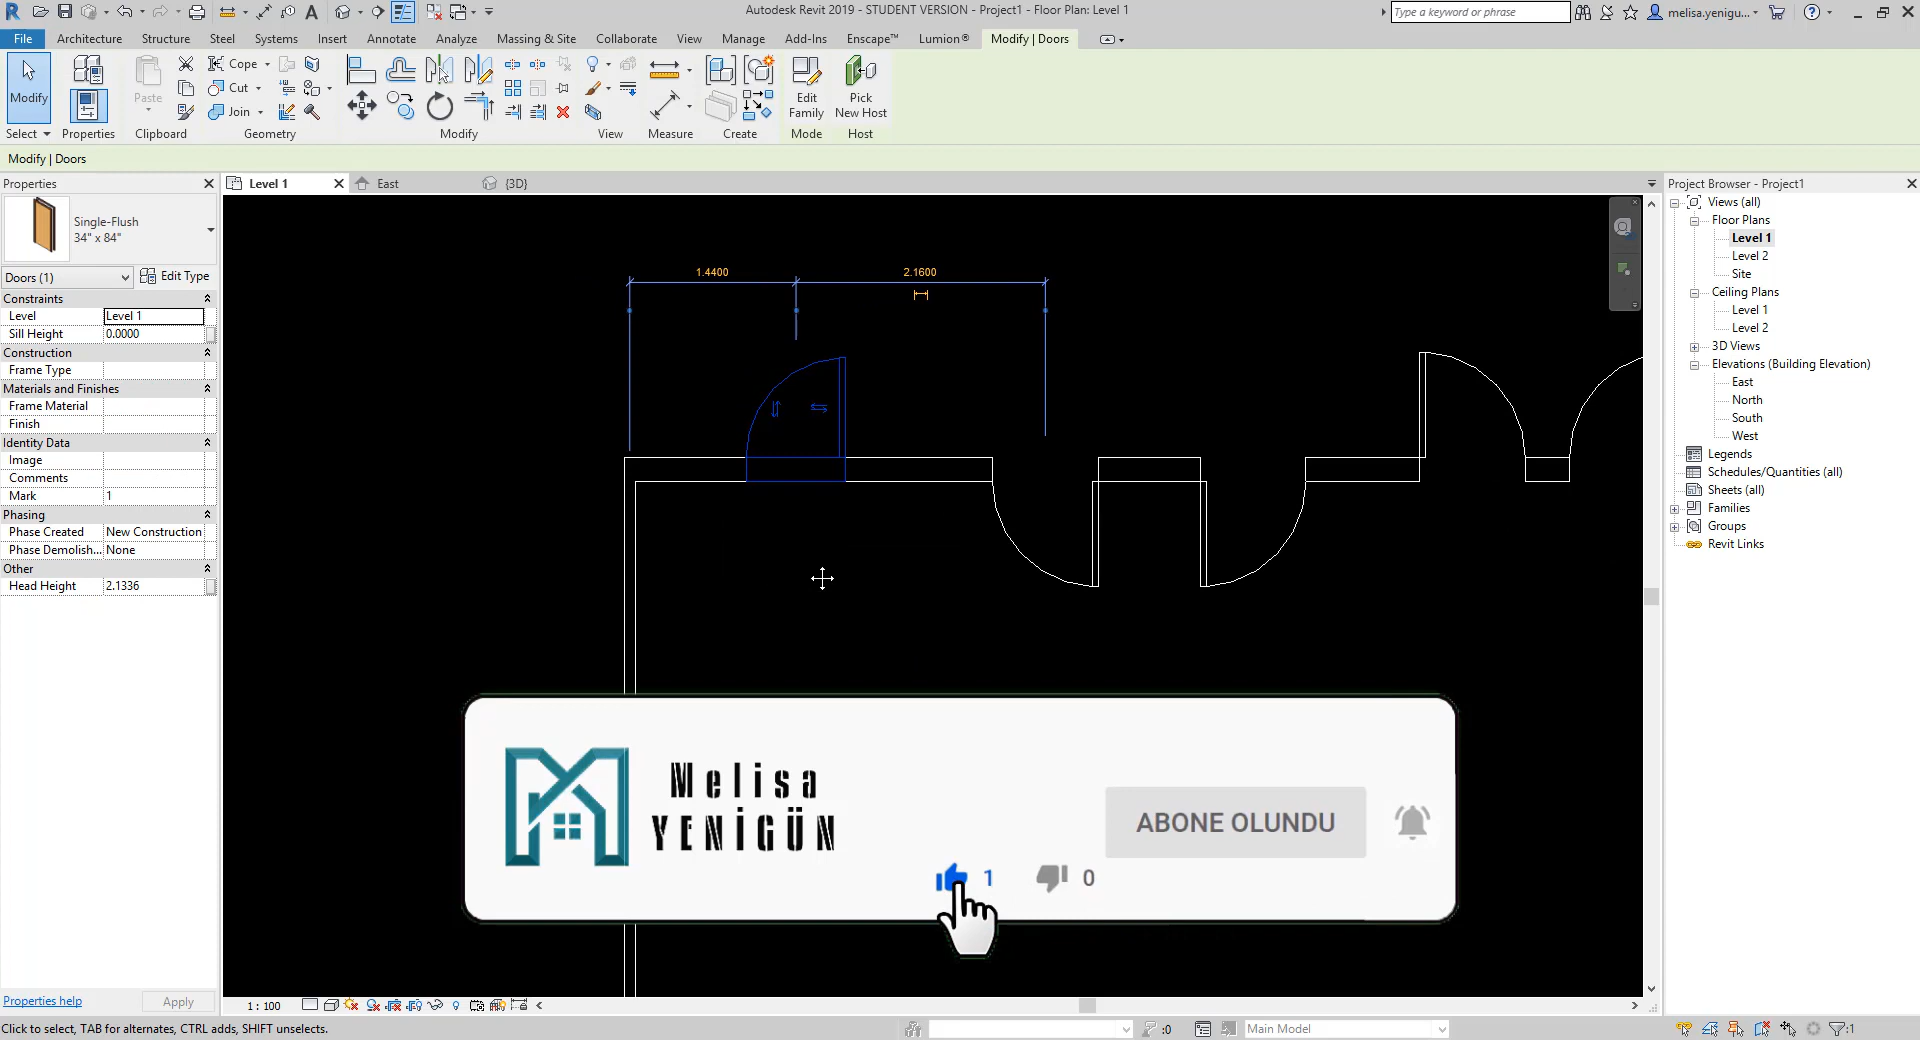 Autodesk Revit 2019 - STUDENT VERSION - Project1 - Floor Plan: Level 1
Type a keyword or phrase
melisa.yenigu...
File
Architecture
Structure
Steel
Systems
Insert
Annotate
Analyze
Massing & Site
Collaborate
View
Manage
Add-Ins
Enscape™
Lumion®
Modify | Doors
Modify
Paste
Cope
Cut
Join
Edit
Family
Pick
New Host
Select
Properties
Clipboard
Geometry
Modify
View
Measure
Create
Mode
Host
Modify | Doors
Properties
Single-Flush
34" x 84"
Doors (1)
Edit Type
Constraints
Level Level 1
Sill Height 0.0000
Construction
Frame Type
Materials and Finishes
Frame Material
Finish
Identity Data
Image
Comments
Mark 1
Phasing
Phase Created New Construction
Phase Demolish... None
Other
Head Height 2.1336
Properties help
Apply
Level 1
East
{3D}
1.4400
2.1600
Melisa
YENİGÜN
ABONE OLUNDU
1
0
1 : 100
Project Browser - Project1
Views (all)
Floor Plans
Level 1
Level 2
Site
Ceiling Plans
Level 1
Level 2
3D Views
Elevations (Building Elevation)
East
North
South
West
Legends
Schedules/Quantities (all)
Sheets (all)
Families
Groups
Revit Links
Click to select, TAB for alternates, CTRL adds, SHIFT unselects.
:0
Main Model
:1